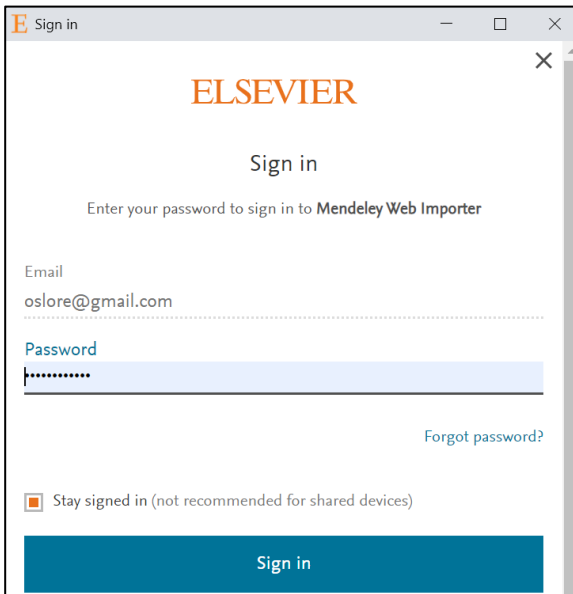 E Sign in
ELSEVIER
Sign in
Enter your password to sign in to Mendeley Web Importer
Email
oslore@gmail.com
Password
••••••••••••
Forgot password?
Stay signed in (not recommended for shared devices)
Sign in